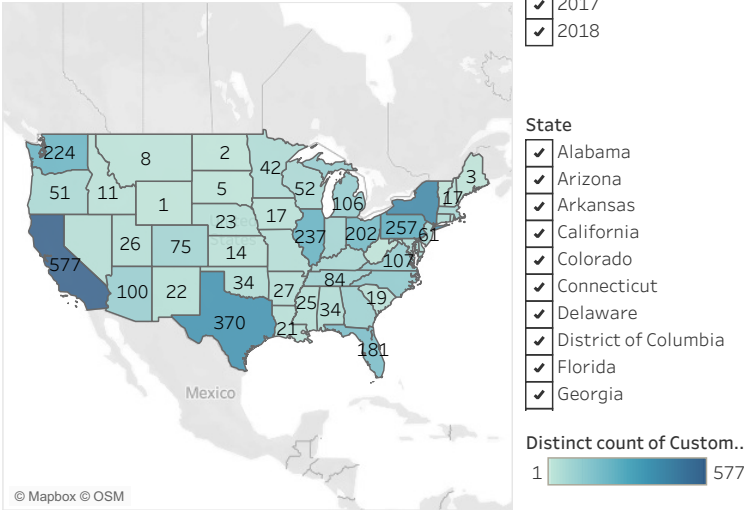 2017
2018
224
8
2
42
3
51
11
5
52
106
17
1
23
17
237
202
257
61
26
75
14
107
577
100
22
34
27
84
25
34
19
370
21
181
Mexico
© Mapbox © OSM
State
Alabama
Arizona
Arkansas
California
Colorado
Connecticut
Delaware
District of Columbia
Florida
Georgia
Distinct count of Custom..
1
577